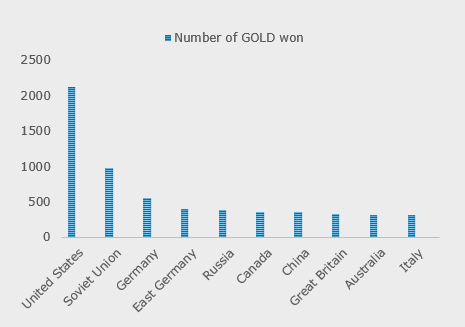 Number of GOLD won
2500
2000
1500
1000
500
0
United States
Soviet Union
Germany
East Germany
Russia
Canada
China
Great Britain
Australia
Italy